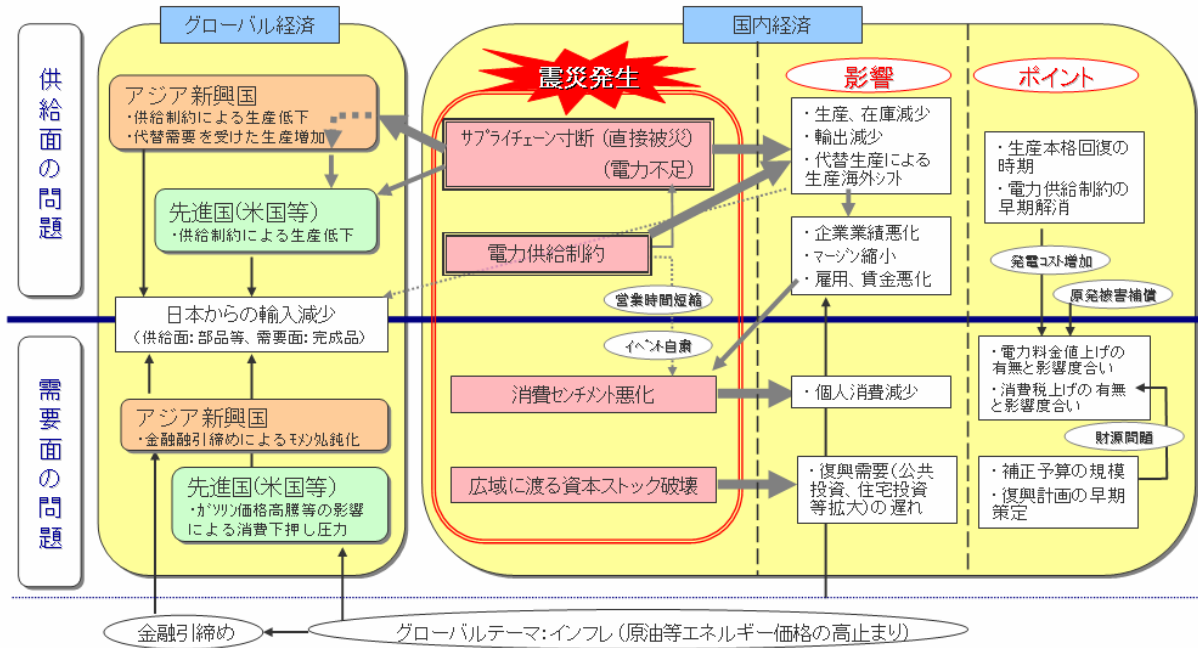 グローバル経済
国内経済
供給面の問題
需要面の問題
アジア新興国
・供給制約による生産低下
・代替需要を受けた生産増加
先進国(米国等)
・供給制約による生産低下
日本からの輸入減少
(供給面:部品等、需要面:完成品)
アジア新興国
・金融融引締めによるﾓﾒﾝﾀﾑ鈍化
先進国(米国等)
・ｶﾞｿﾘﾝ価格高騰等の影響
による消費下押し圧力
震災発生
ｻﾌﾟﾗｲﾁｪｰﾝ寸断 (直接被災)
(電力不足)
電力供給制約
営業時間短縮
ｲﾍﾞﾝﾄ自粛
消費センチメント悪化
広域に渡る資本ストック破壊
影響
・生産、在庫減少
・輸出減少
・代替生産による
生産海外シフト
・企業業績悪化
・ﾏｰｼﾞﾝ縮小
・雇用、賃金悪化
・個人消費減少
・復興需要(公共
投資、住宅投資
等拡大)の遅れ
ポイント
・生産本格回復の
時期
・電力供給制約の
早期解消
発電ｺｽﾄ増加
原発被害補償
・電力料金値上げの
有無と影響度合い
・消費税上げの有無
と影響度合い
財源問題
・補正予算の規模
・復興計画の早期
策定
金融引締め
グローバルテーマ:インフレ(原油等エネルギー価格の高止まり)